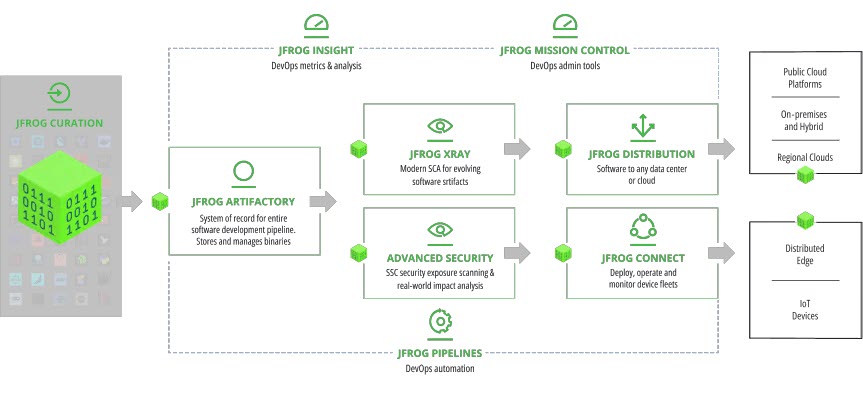 JFROG INSIGHT
DevOps metrics & analysis
JFROG MISSION CONTROL
DevOps admin tools
JFROG CURATION
0111
0010
1101
0111
0010
1101
JFROG ARTIFACTORY
System of record for entire
software development pipeline.
Stores and manages binaries
JFROG XRAY
Modern SCA for evolving
software srtifacts
JFROG DISTRIBUTION
Software to any data center
or cloud
ADVANCED SECURITY
SSC security exposure scanning &
real-world impact analysis
JFROG CONNECT
Deploy, operate and
monitor device fleets
JFROG PIPELINES
DevOps automation
Public Cloud
Platforms
On-premises
and Hybrid
Regional Clouds
Distributed
Edge
IoT
Devices